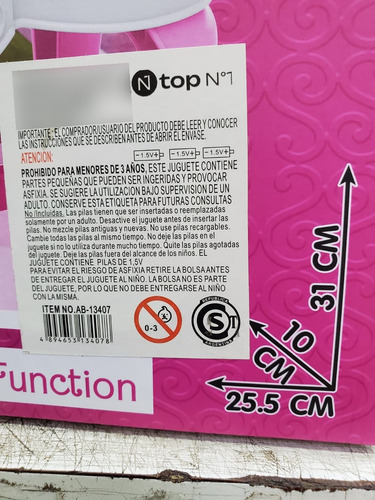 N top N°1
IMPORTANTE: EL COMPRADOR/USUARIO DEL PRODUCTO DEBE LEER Y CONOCER
LAS INSTRUCCIONES QUE SE DESCRIBEN ANTES DE ABRIR EL ENVASE.
ATENCION:
-1.5V+ -1.5V+ -1.5V+
PROHIBIDO PARA MENORES DE 3 AÑOS, ESTE JUGUETE CONTIENE
PARTES PEQUEÑAS QUE PUEDEN SER INGERIDAS Y PROVOCAR
ASFIXIA. SE SUGIERE LA UTILIZACION BAJO SUPERVISION DE UN
ADULTO. CONSERVE ESTA ETIQUETA PARA FUTURAS CONSULTAS
No (Incluidas). Las pilas tienen que ser insertadas o reemplazadas
solamente por un adulto. Desactive el juguete antes de insertar las
pilas. No mezcle pilas antiguas y nuevas. No use pilas recargables.
Cambie todas las pilas al mismo tiempo. No deje las pilas en el
juguete si no lo utiliza durante mucho tiempo. Quite las pilas agotadas
del juguete. No deje las pilas fuera del alcance de los niños. EL
JUGUETE CONTIENE. PILAS DE 1,5V
PARA EVITAR EL RIESGO DE ASFIXIA RETIRE LA BOLSA ANTES
DE ENTREGAR EL JUGUETE AL NIÑO. LA BOLSA NO ES PARTE
DEL JUGUETE, POR LO QUE NO DEBE ENTREGARSE AL NIÑO
CON LA MISMA.
ITEM NO.AB-13407
4 894653 134078
0-3
REPUBLICA
S T
ARGENTINA
Function
31 CM
10 CM
25.5 CM